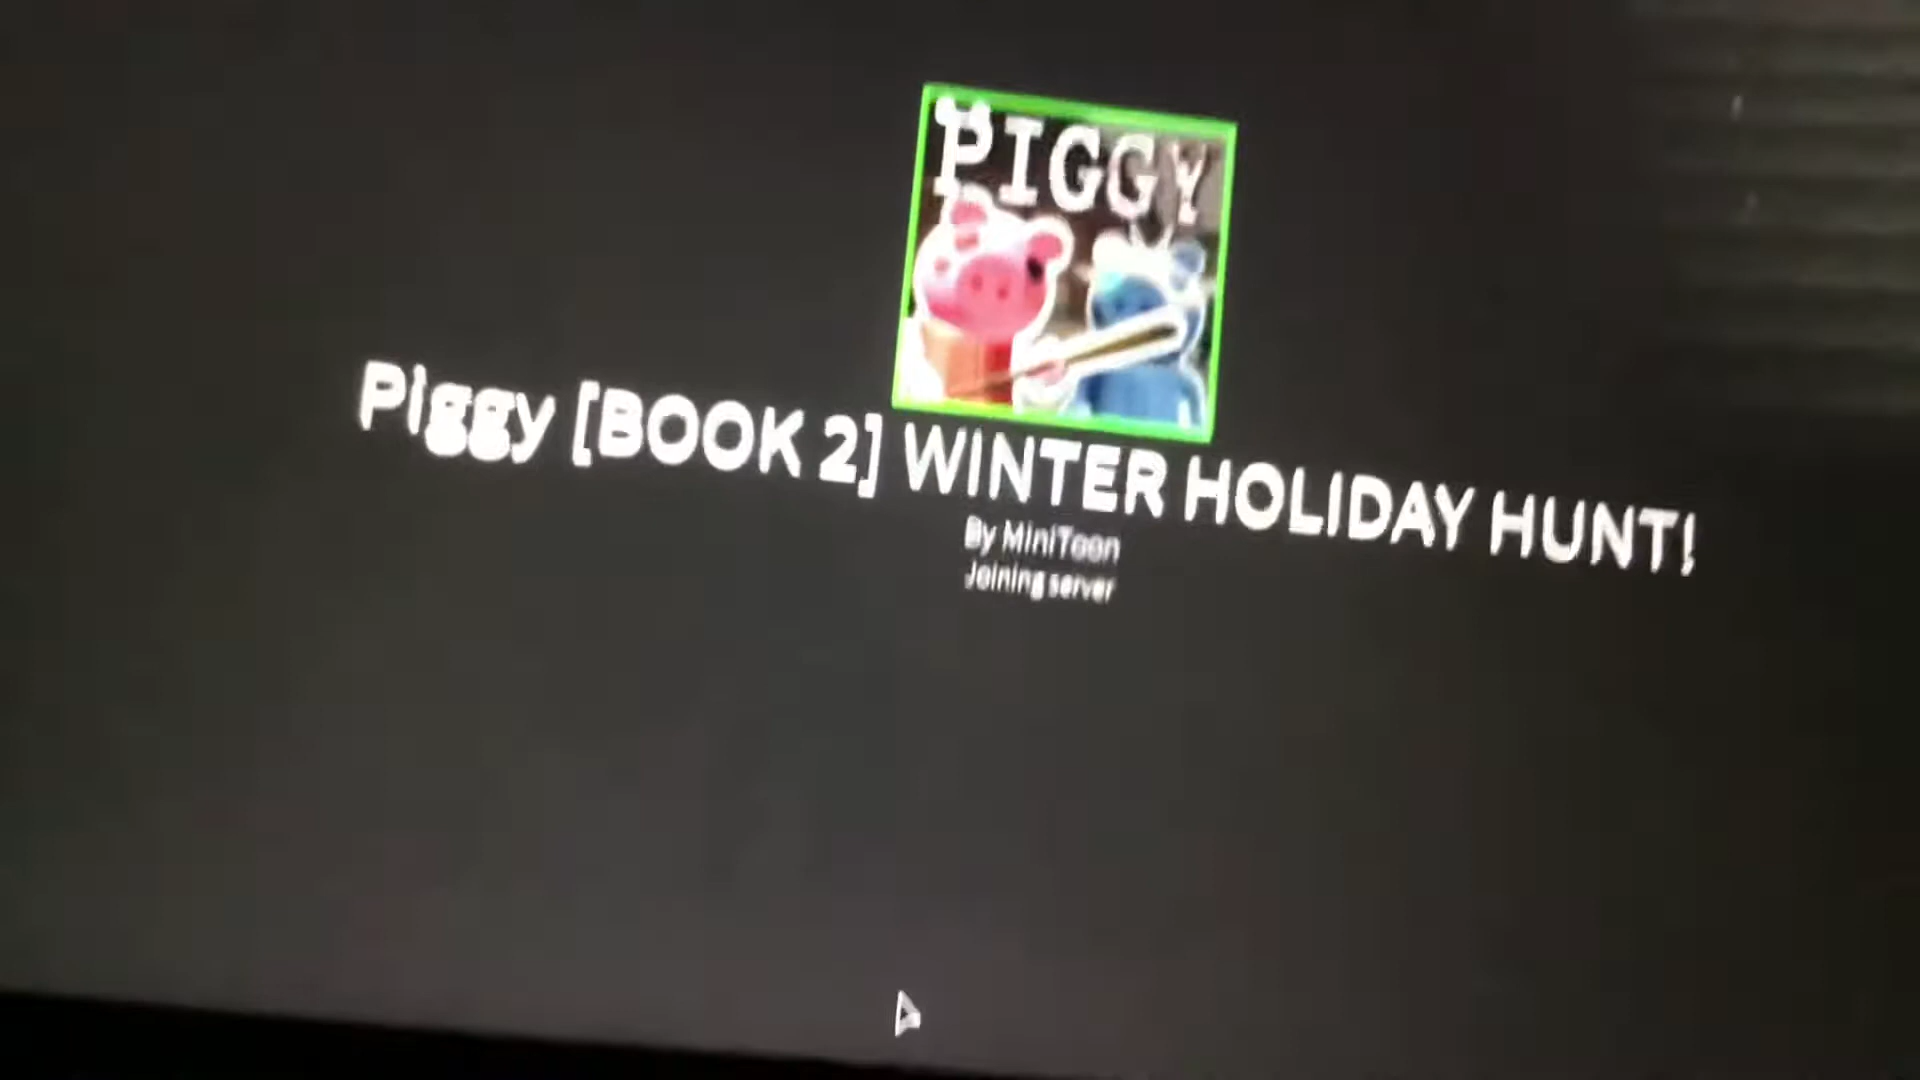 PIGGY
Piggy [BOOK 2] WINTER HOLIDAY HUNT!
By MiniToon
Joining server